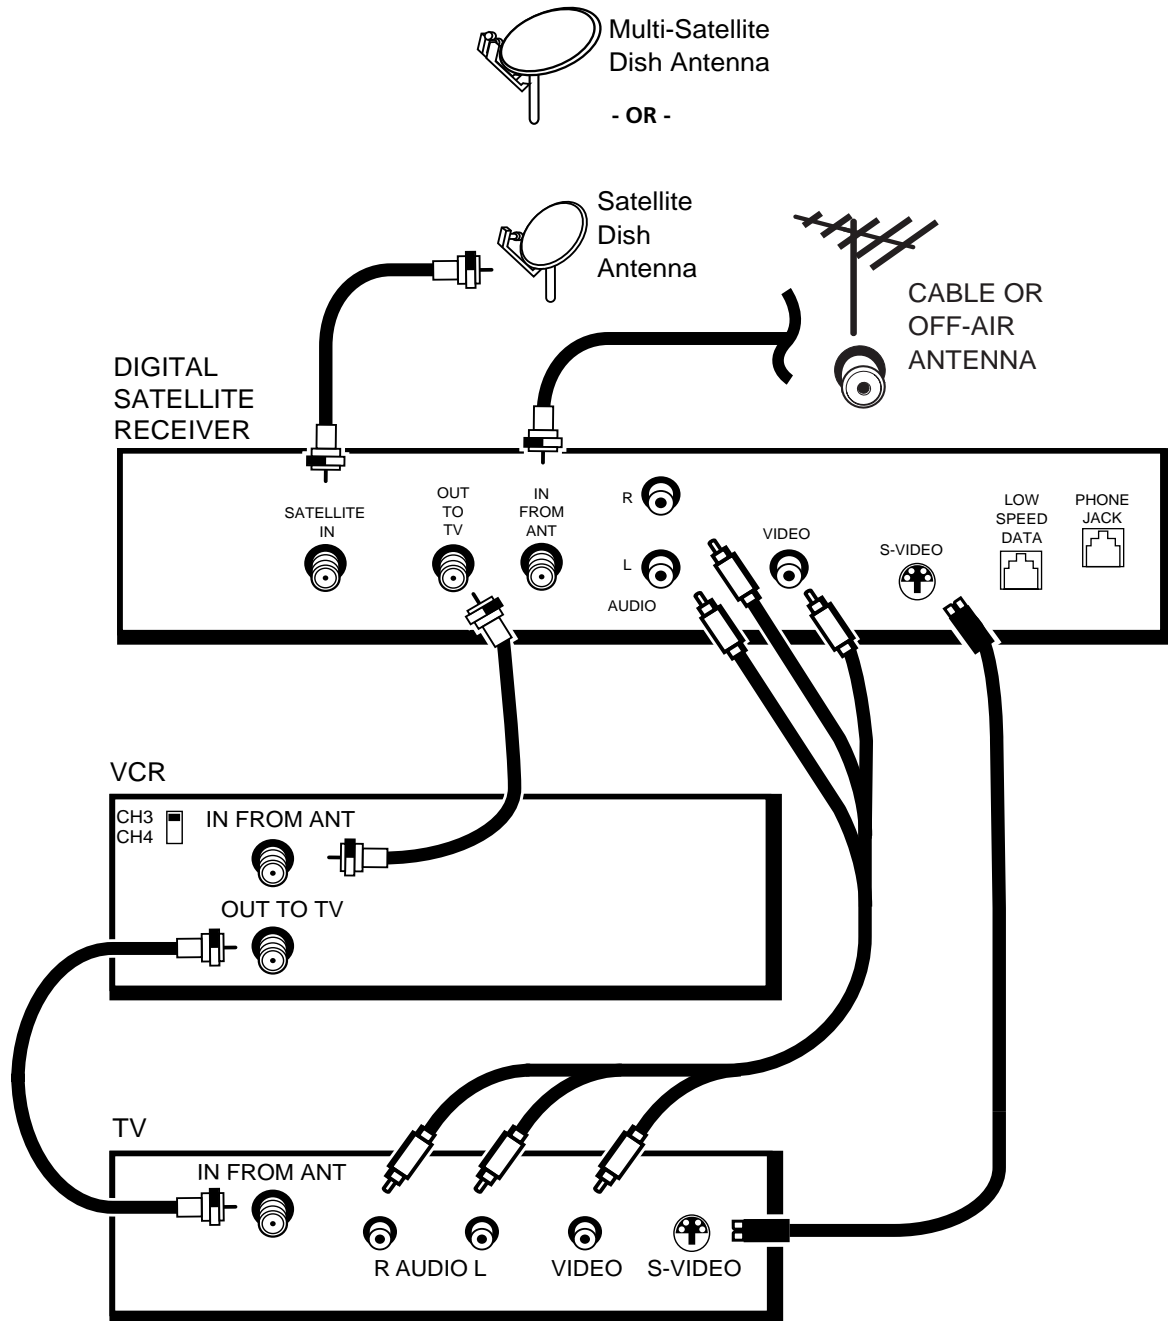 Multi-Satellite
Dish Antenna
- OR -
Satellite
Dish
Antenna
CABLE OR
OFF-AIR
ANTENNA
DIGITAL
SATELLITE
RECEIVER
SATELLITE
IN
OUT
TO
TV
IN
FROM
ANT
R
L
AUDIO
VIDEO
S-VIDEO
LOW
SPEED
DATA
PHONE
JACK
VCR
CH3
CH4
IN FROM ANT
OUT TO TV
TV
IN FROM ANT
R AUDIO L
VIDEO
S-VIDEO